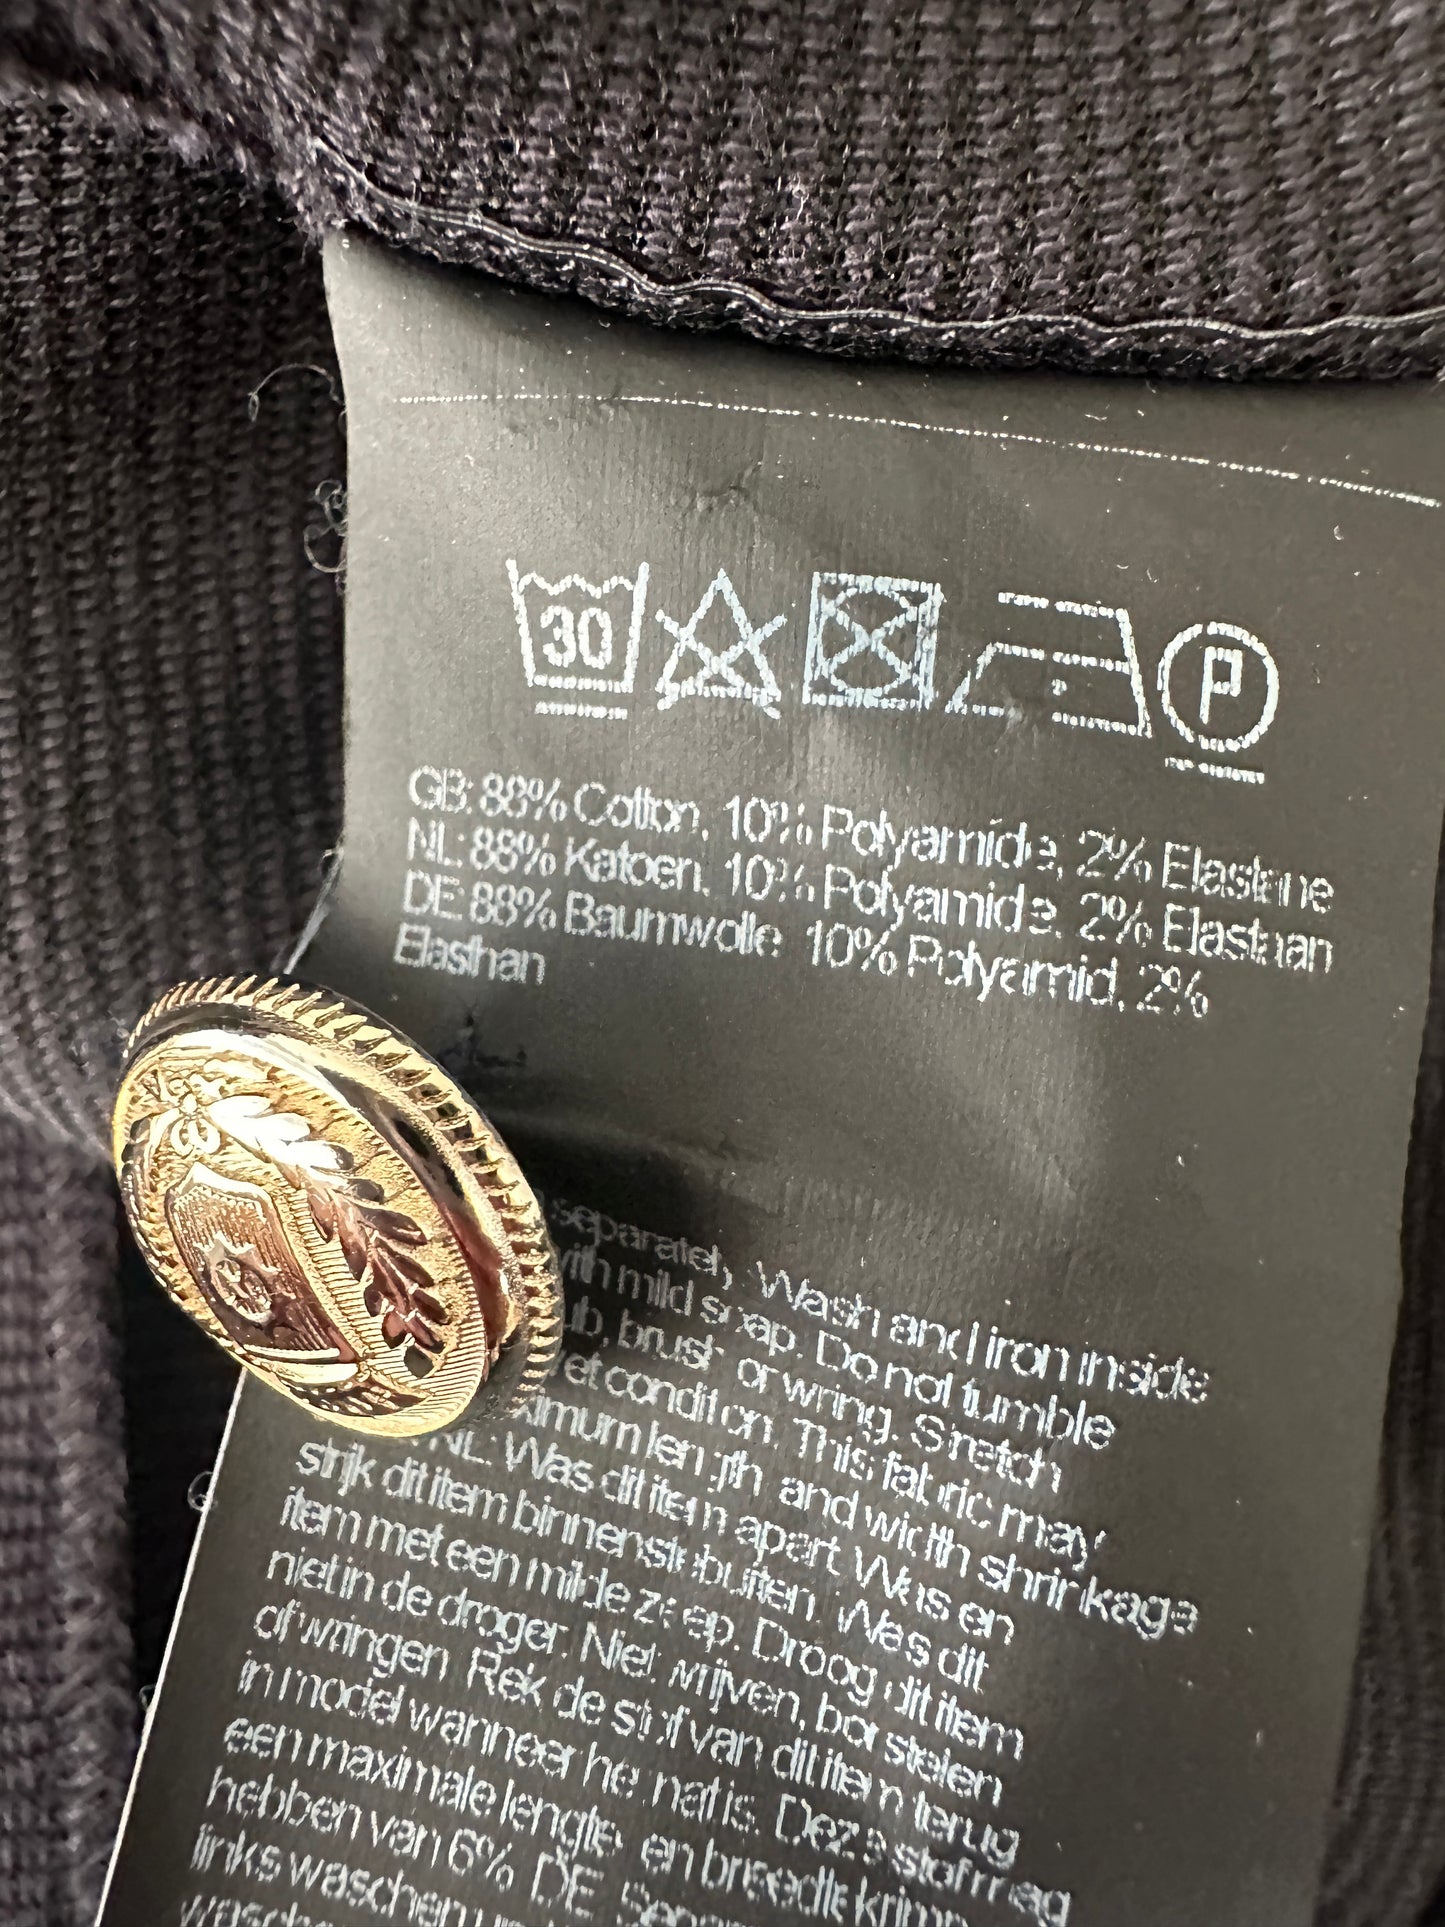 30
P
GB: 88% Cotton, 10% Polyamide, 2% Elastane
NL: 88% Katoen, 10% Polyamide, 2% Elastaan
DE: 88% Baumwolle, 10% Polyamid, 2%
Elasthan
separately. Wash and iron inside
with mild soap. Do not tumble
brush or wring. Stretch
condition. This fabric may
length and width shrinkage
NL: Was dit item apart. Was en
strijk dit item binnenstebuiten. Was dit
item met een milde zeep. Droog dit item
niet in de droger. Niet wrijven, borstelen
of wringen. Rek de stof van dit item terug
in model wanneer het nat is. Deze stof mag
een maximale lengte- en breedte krimp
hebben van 6%. DE:
links waschen